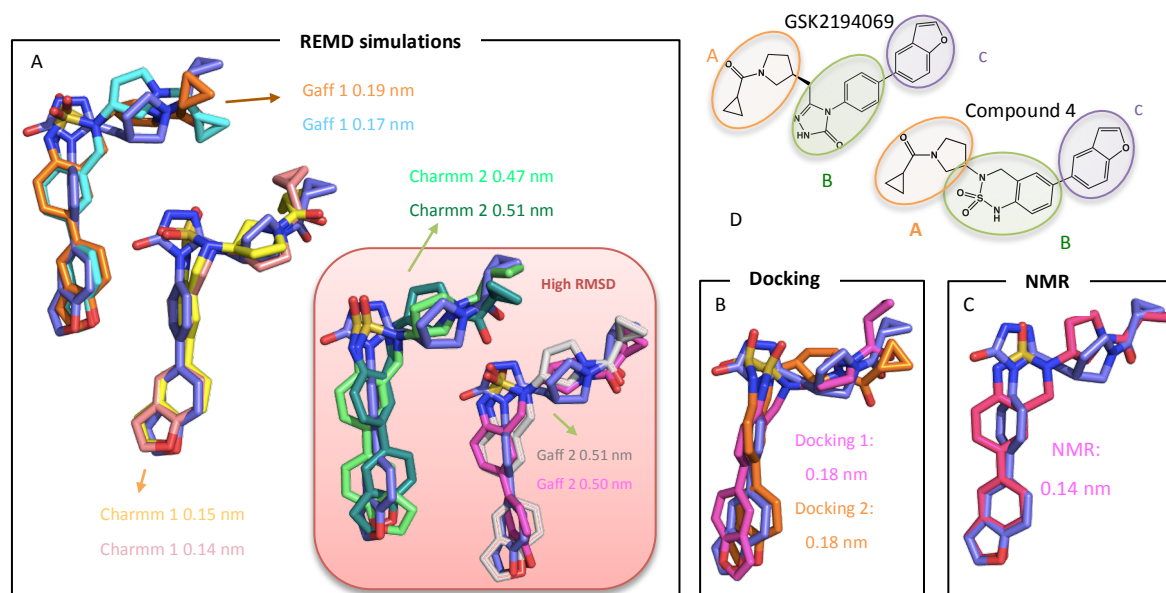 REMD simulations
A
Gaff 1 0.19 nm
Gaff 1 0.17 nm
Charmm 2 0.47 nm
Charmm 2 0.51 nm
High RMSD
Gaff 2 0.51 nm
Gaff 2 0.50 nm
Charmm 1 0.15 nm
Charmm 1 0.14 nm
GSK2194069
A
O
N
N
N
HN
O
B
O
C
Compound 4
O
N
N
S
O
O
NH
O
A
B
C
D
Docking
B
Docking 1:
0.18 nm
Docking 2:
0.18 nm
NMR
C
NMR:
0.14 nm